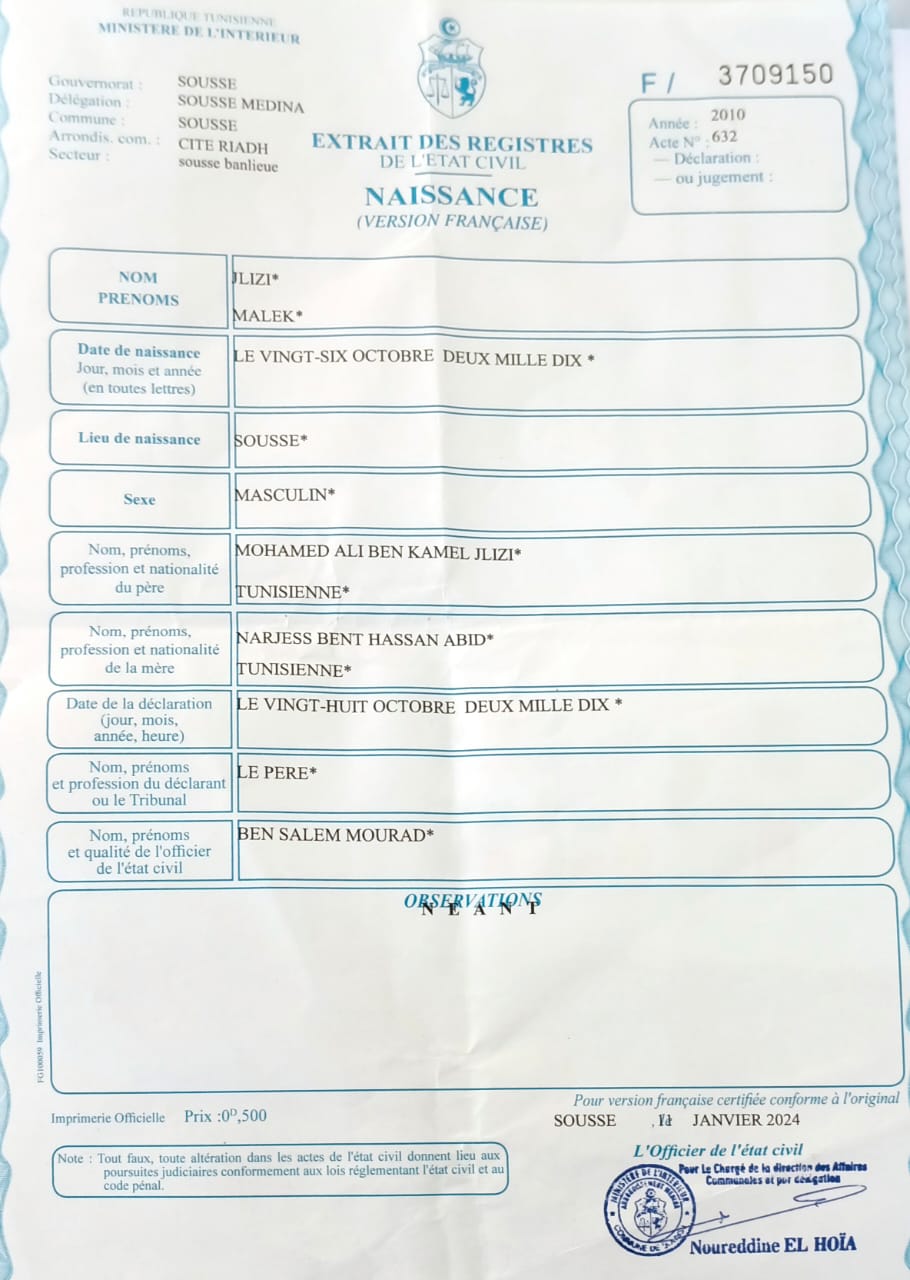 REPUBLIQUE TUNISIENNE
MINISTERE DE L'INTERIEUR
Gouvernorat : SOUSSE
Délégation : SOUSSE MEDINA
Commune : SOUSSE
Arrondis. com. : CITE RIADH
Secteur : sousse banlieue
EXTRAIT DES REGISTRES
DE L'ETAT CIVIL
NAISSANCE
(VERSION FRANÇAISE)
F / 3709150
Année : 2010
Acte N° : 632
— Déclaration :
— ou jugement :
NOM JLIZI*
PRENOMS MALEK*
Date de naissance
Jour, mois et année
(en toutes lettres)
LE VINGT-SIX OCTOBRE DEUX MILLE DIX *
Lieu de naissance SOUSSE*
Sexe MASCULIN*
Nom, prénoms,
profession et nationalité
du père
MOHAMED ALI BEN KAMEL JLIZI*
TUNISIENNE*
Nom, prénoms,
profession et nationalité
de la mère
NARJESS BENT HASSAN ABID*
TUNISIENNE*
Date de la déclaration
(jour, mois,
année, heure)
LE VINGT-HUIT OCTOBRE DEUX MILLE DIX *
Nom, prénoms
et profession du déclarant
ou le Tribunal
LE PERE*
Nom, prénoms
et qualité de l'officier
de l'état civil
BEN SALEM MOURAD*
OBSERVATIONS
N E A N T
FG100059 Imprimerie Officielle
Imprimerie Officielle Prix :0ᴰ,500
Pour version française certifiée conforme à l'original
SOUSSE , JANVIER 2024
Note : Tout faux, toute altération dans les actes de l'état civil donnent lieu aux
poursuites judiciaires conformement aux lois réglementant l'état civil et au
code pénal.
L'Officier de l'état civil
Pour Le Chargé de la direction des Affaires
Communales et par délégation
MINISTERE DE L'INTERIEUR
COMMUNE DE
Noureddine EL HOÏA